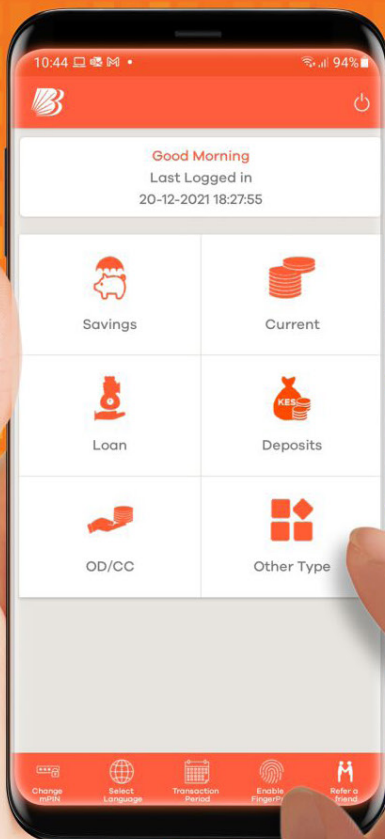 10:44
94%
Good Morning
Last Logged in
20-12-2021 18:27:55
Savings
Current
Loan
KES
Deposits
OD/CC
Other Type
Change
mPIN
Select
Language
Transaction
Period
Enable
Refer a
friend